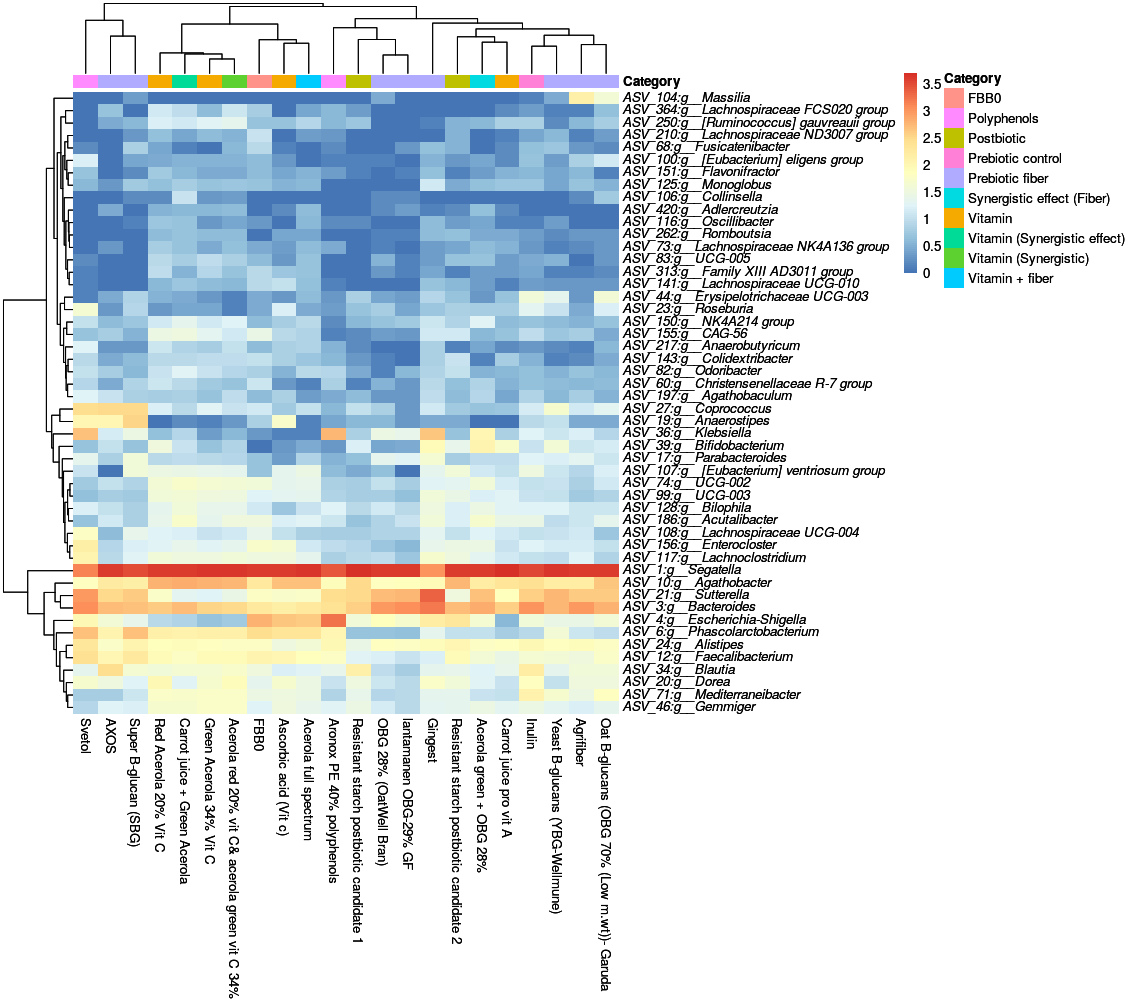 Category
ASV_104:g__Massilia
ASV_364:g__Lachnospiraceae FCS020 group
ASV_250:g__[Ruminococcus] gauvreauii group
ASV_210:g__Lachnospiraceae ND3007 group
ASV_68:g__Fusicatenibacter
ASV_100:g__[Eubacterium] eligens group
ASV_151:g__Flavonifractor
ASV_125:g__Monoglobus
ASV_106:g__Collinsella
ASV_420:g__Adlercreutzia
ASV_116:g__Oscillibacter
ASV_262:g__Romboutsia
ASV_73:g__Lachnospiraceae NK4A136 group
ASV_83:g__UCG-005
ASV_313:g__Family XIII AD3011 group
ASV_141:g__Lachnospiraceae UCG-010
ASV_44:g__Erysipelotrichaceae UCG-003
ASV_23:g__Roseburia
ASV_150:g__NK4A214 group
ASV_155:g__CAG-56
ASV_217:g__Anaerobutyricum
ASV_143:g__Colidextribacter
ASV_82:g__Odoribacter
ASV_60:g__Christensenellaceae R-7 group
ASV_197:g__Agathobaculum
ASV_27:g__Coprococcus
ASV_19:g__Anaerostipes
ASV_36:g__Klebsiella
ASV_39:g__Bifidobacterium
ASV_17:g__Parabacteroides
ASV_107:g__[Eubacterium] ventriosum group
ASV_74:g__UCG-002
ASV_99:g__UCG-003
ASV_128:g__Bilophila
ASV_186:g__Acutalibacter
ASV_108:g__Lachnospiraceae UCG-004
ASV_156:g__Enterocloster
ASV_117:g__Lachnoclostridium
ASV_1:g__Segatella
ASV_10:g__Agathobacter
ASV_21:g__Sutterella
ASV_3:g__Bacteroides
ASV_4:g__Escherichia-Shigella
ASV_6:g__Phascolarctobacterium
ASV_24:g__Alistipes
ASV_12:g__Faecalibacterium
ASV_34:g__Blautia
ASV_20:g__Dorea
ASV_71:g__Mediterraneibacter
ASV_46:g__Gemmiger
Svetol
AXOS
Super B-glucan (SBG)
Red Acerola 20% Vit C
Carrot juice + Green Acerola
Green Acerola 34% Vit C
Acerola red 20% vit C& acerola green vit C 34%
FBB0
Ascorbic acid (Vit c)
Acerola full spectrum
Aronox PE 40% polyphenols
Resistant starch postbiotic candidate 1
OBG 28% (OatWell Bran)
lantamanen OBG-29% GF
Gingest
Resistant starch postbiotic candidate 2
Acerola green + OBG 28%
Carrot juice pro vit A
Inulin
Yeast B-glucans (YBG-Wellmune)
Agrifiber
Oat B-glucans (OBG 70% (Low m.wt))- Garuda
3.5
3
2.5
2
1.5
1
0.5
0
Category
FBB0
Polyphenols
Postbiotic
Prebiotic control
Prebiotic fiber
Synergistic effect (Fiber)
Vitamin
Vitamin (Synergistic effect)
Vitamin (Synergistic)
Vitamin + fiber